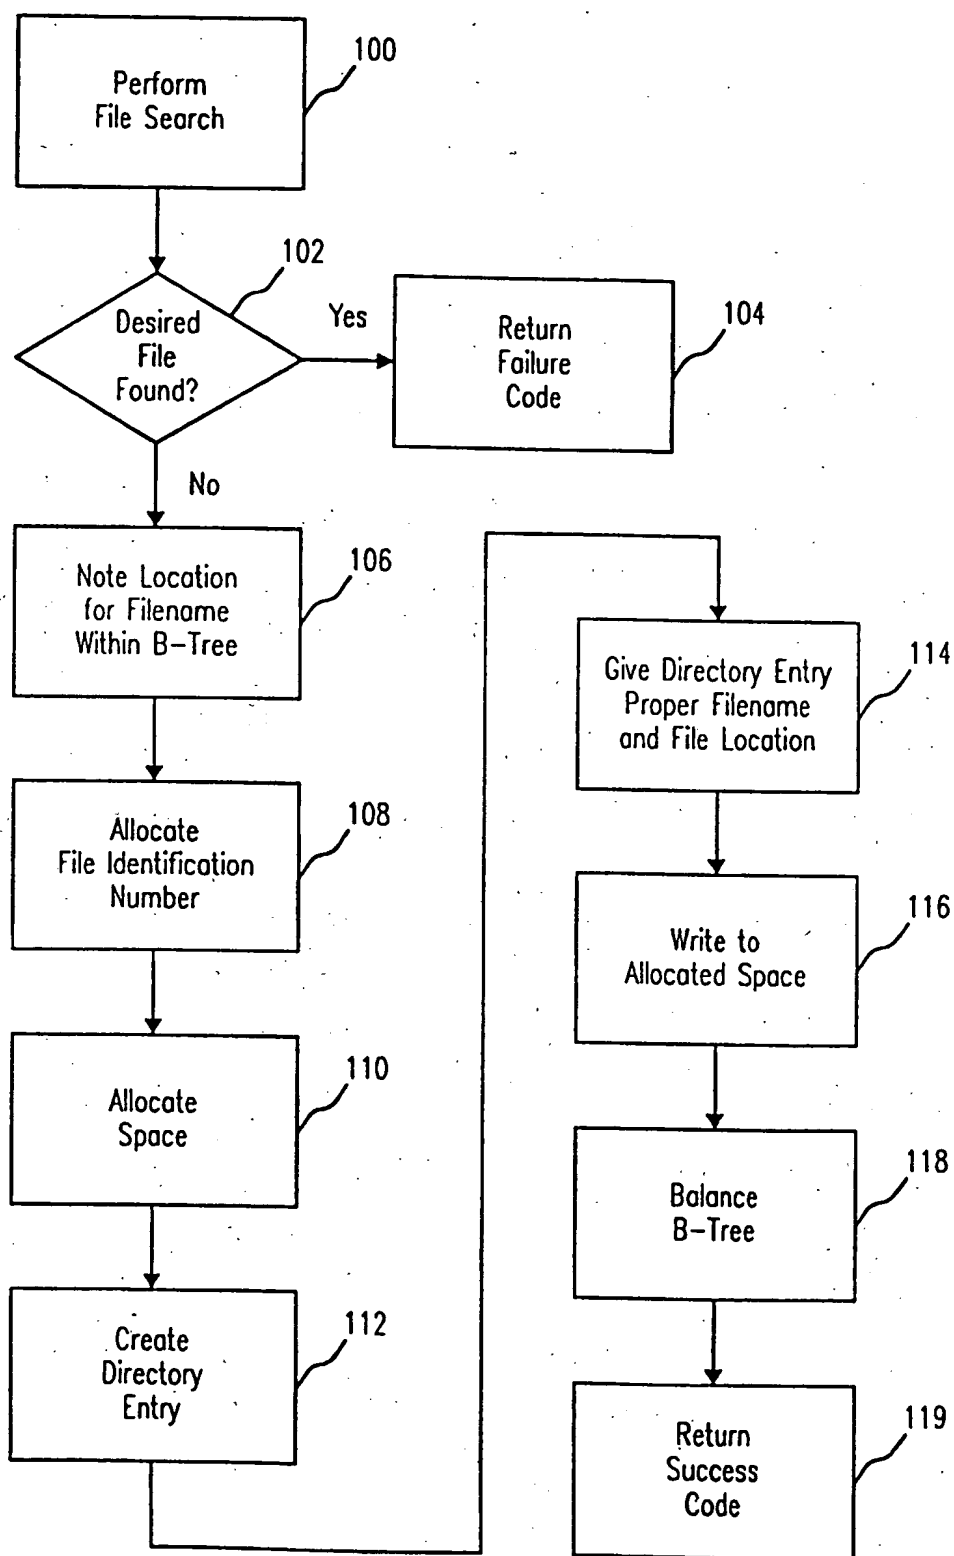 Perform
File Search
100
Desired
File
Found?
102
Yes
Return
Failure
Code
104
No
Note Location
for Filename
Within B-Tree
106
Allocate
File Identification
Number
108
Allocate
Space
110
Create
Directory
Entry
112
Give Directory Entry
Proper Filename
and File Location
114
Write to
Allocated Space
116
Balance
B-Tree
118
Return
Success
Code
119